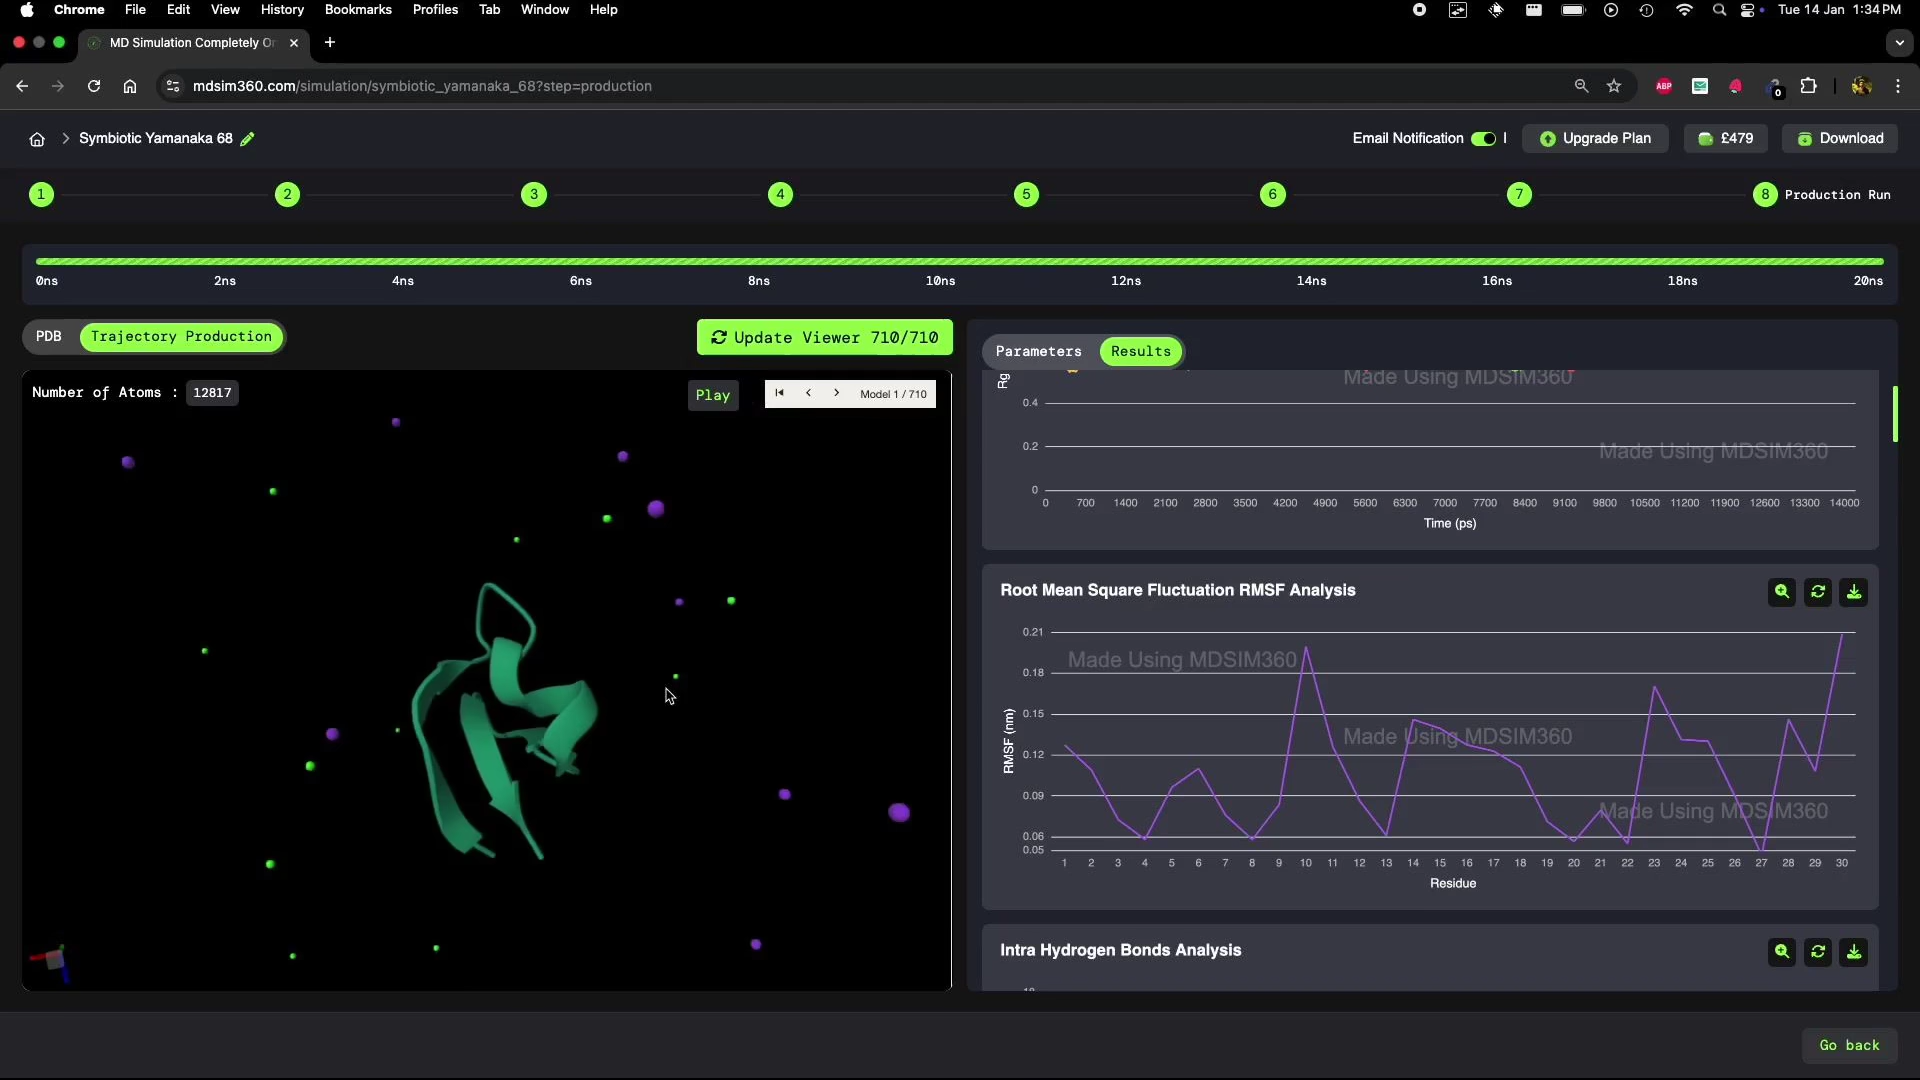 Chrome File Edit View History Bookmarks Profiles Tab Window Help Tue 14 Jan 1:34 PM
MD Simulation Completely Or
mdsim360.com/simulation/symbiotic_yamanaka_68?step=production
ABP 0
Symbiotic Yamanaka 68 Email Notification Upgrade Plan £479 Download
1 2 3 4 5 6 7 8 Production Run
0ns 2ns 4ns 6ns 8ns 10ns 12ns 14ns 16ns 18ns 20ns
PDB Trajectory Production Update Viewer 710/710
Number of Atoms : 12817 Play Model 1 / 710
Parameters Results
Rg
Made Using MDSIM360
0.4
0.2
Made Using MDSIM360
0
0 700 1400 2100 2800 3500 4200 4900 5600 6300 7000 7700 8400 9100 9800 10500 11200 11900 12600 13300 14000
Time (ps)
Root Mean Square Fluctuation RMSF Analysis
0.21
Made Using MDSIM360
0.18
0.15
Made Using MDSIM360
RMSF (nm)
0.12
0.09
Made Using MDSIM360
0.06
0.05
1 2 3 4 5 6 7 8 9 10 11 12 13 14 15 16 17 18 19 20 21 22 23 24 25 26 27 28 29 30
Residue
Intra Hydrogen Bonds Analysis
Go back